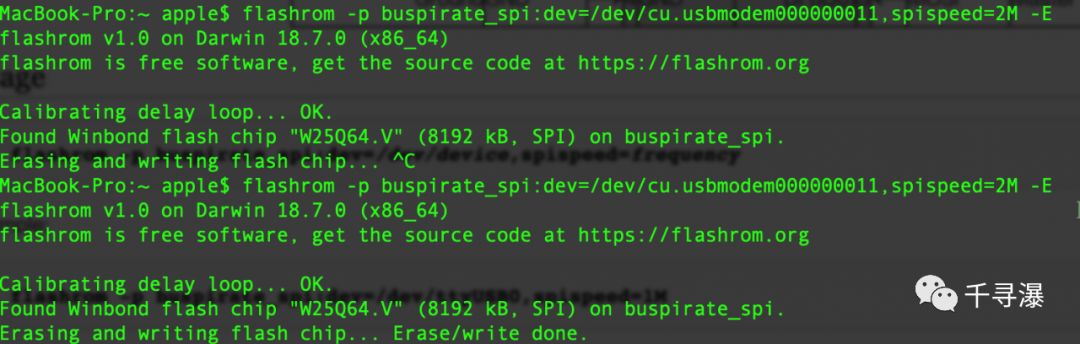 MacBook-Pro:~ apple$ flashrom -p buspirate_spi:dev=/dev/cu.usbmodem000000011,spispeed=2M -E
flashrom v1.0 on Darwin 18.7.0 (x86_64)
flashrom is free software, get the source code at https://flashrom.org
age
Calibrating delay loop... OK.
Found Winbond flash chip "W25Q64.V" (8192 kB, SPI) on buspirate_spi.
Erasing and writing flash chip... ^C
MacBook-Pro:~ apple$ flashrom -p buspirate_spi:dev=/dev/cu.usbmodem000000011,spispeed=2M -E
flashrom v1.0 on Darwin 18.7.0 (x86_64)
flashrom is free software, get the source code at https://flashrom.org
Calibrating delay loop... OK.
Found Winbond flash chip "W25Q64.V" (8192 kB, SPI) on buspirate_spi.
Erasing and writing flash chip... Erase/write done.
千寻瀑